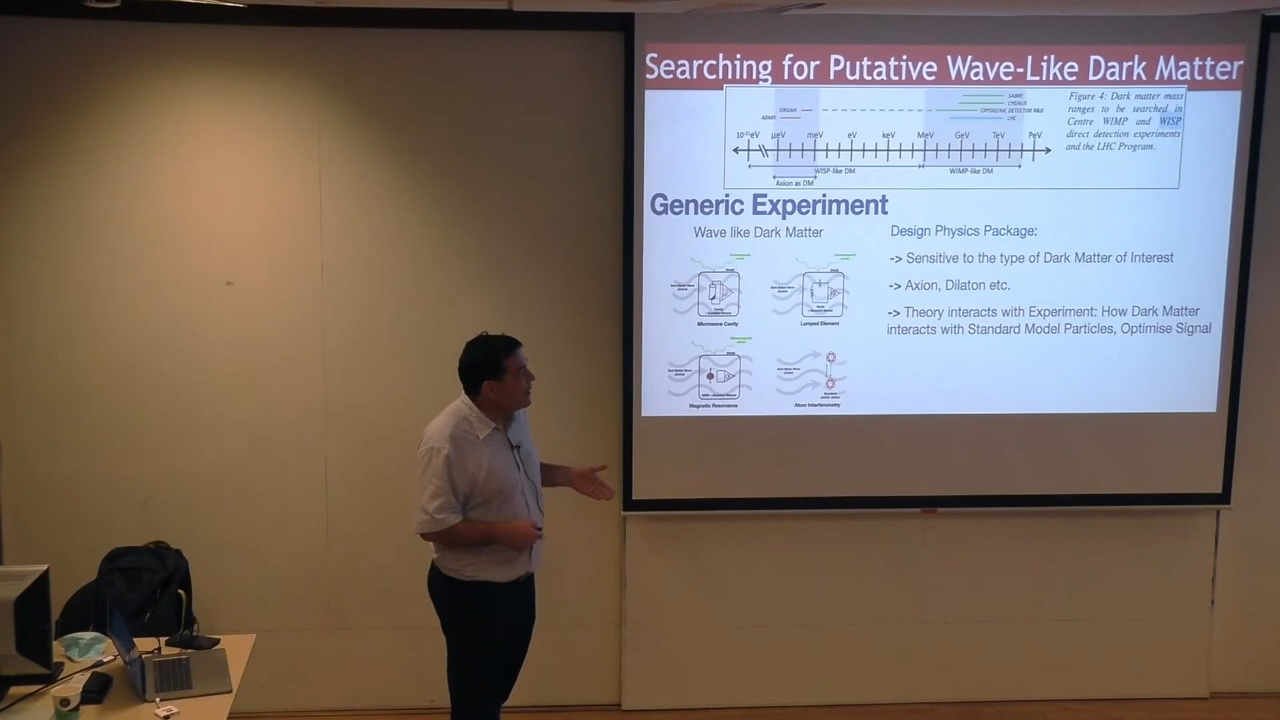 Searching for Putative Wave-Like Dark Matter
SABRE
CYGNUS
ORGAN
CRYOGENIC DETECTOR R&D
ADMX
LHC
Figure 4: Dark matter mass
ranges to be searched in
Centre WIMP and WISP
direct detection experiments
and the LHC Program.
μeV meV eV keV MeV GeV TeV PeV
WISP-like DM WIMP-like DM
Axion as DM
Generic Experiment
Wave like Dark Matter
Design Physics Package:
-> Sensitive to the type of Dark Matter of Interest
-> Axion, Dilaton etc.
-> Theory interacts with Experiment: How Dark Matter
interacts with Standard Model Particles, Optimise Signal
Microwave Cavity
Lumped Element
Magnetic Resonance
Atom Interferometry